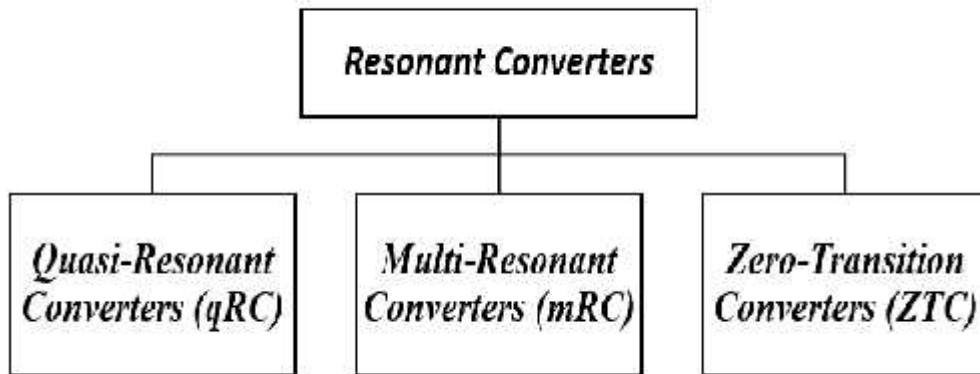 Resonant Converters
Quasi-Resonant
Converters (qRC)
Multi-Resonant
Converters (mRC)
Zero-Transition
Converters (ZTC)